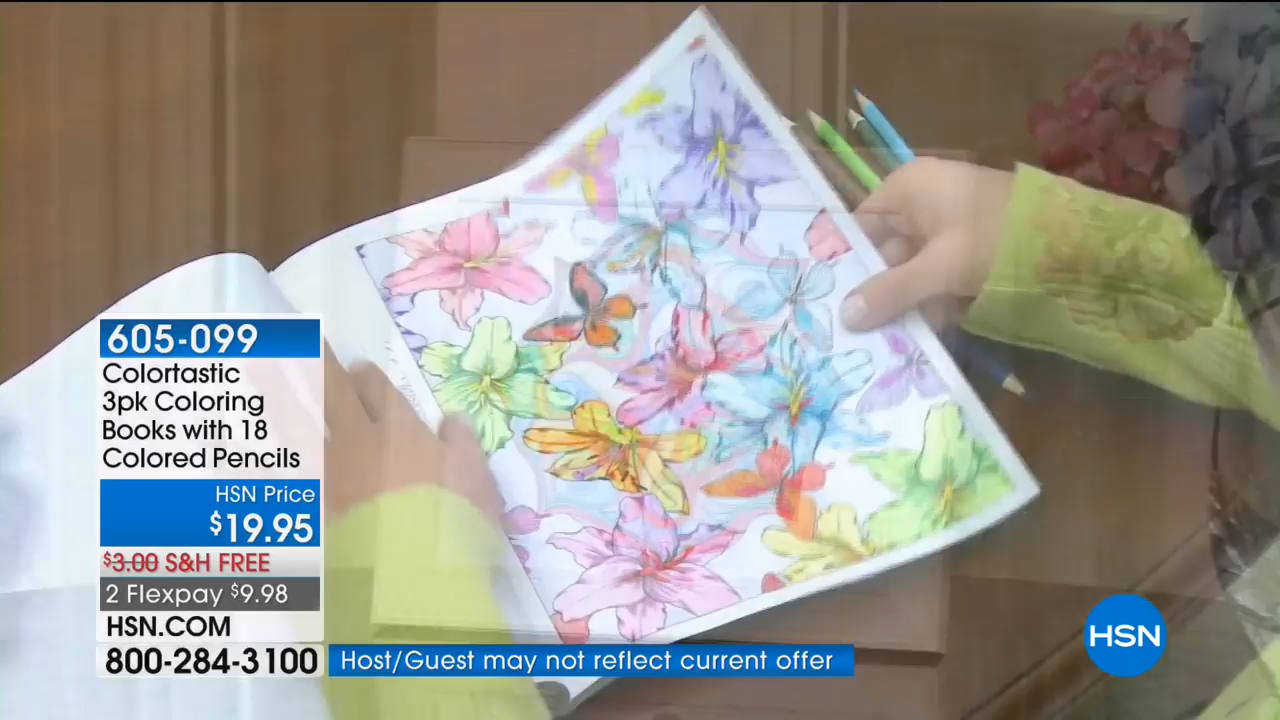 605-099
Colortastic
3pk Coloring
Books with 18
Colored Pencils
HSN Price
$19.95
$3.00 S&H FREE
2 Flexpay $9.98
HSN.COM
800-284-3100
Host/Guest may not reflect current offer
HSN